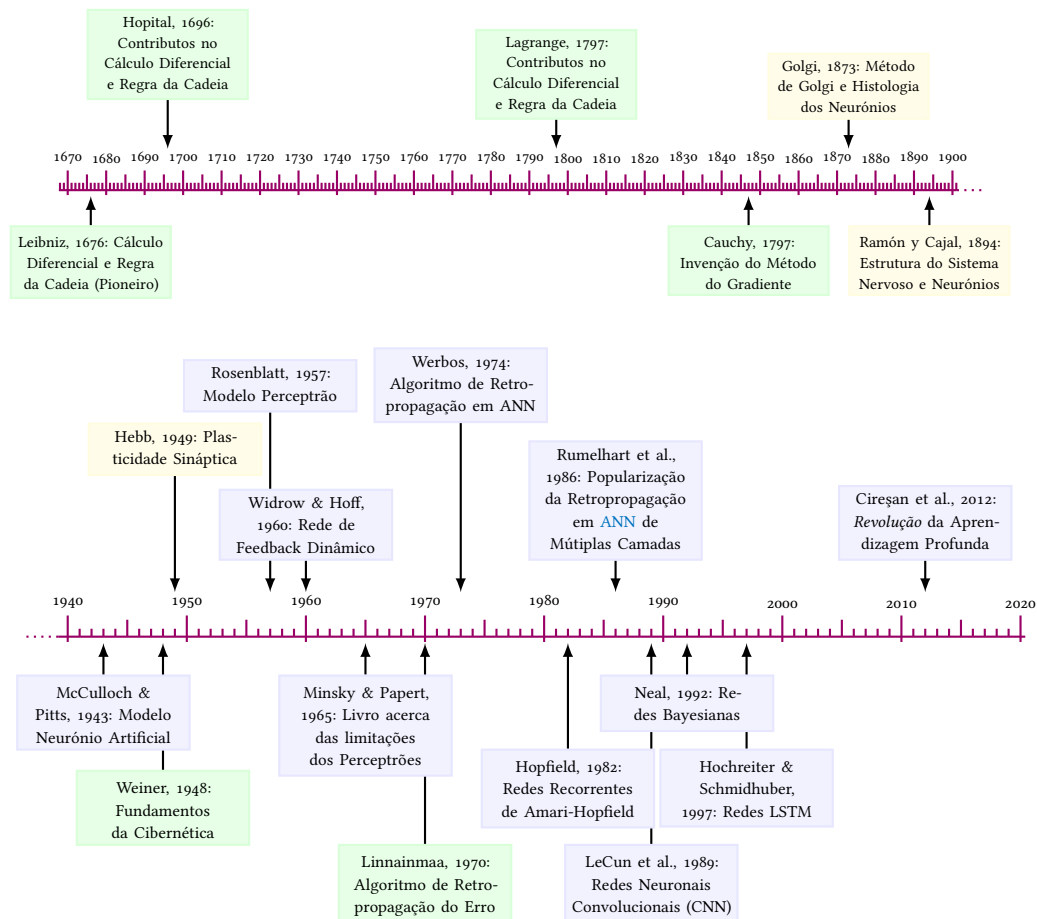 Hopital, 1696:
Contributos no
Cálculo Diferencial
e Regra da Cadeia
Lagrange, 1797:
Contributos no
Cálculo Diferencial
e Regra da Cadeia
Golgi, 1873: Método
de Golgi e Histologia
dos Neurónios
1670 1680 1690 1700 1710 1720 1730 1740 1750 1760 1770 1780 1790 1800 1810 1820 1830 1840 1850 1860 1870 1880 1890 1900
Leibniz, 1676: Cálculo
Diferencial e Regra
da Cadeia (Pioneiro)
Cauchy, 1797:
Invenção do Método
do Gradiente
Ramón y Cajal, 1894:
Estrutura do Sistema
Nervoso e Neurónios
Rosenblatt, 1957:
Modelo Perceptrão
Werbos, 1974:
Algoritmo de Retro-
propagação em ANN
Hebb, 1949: Plas-
ticidade Sináptica
Widrow & Hoff,
1960: Rede de
Feedback Dinâmico
Rumelhart et al.,
1986: Popularização
da Retropropagação
em ANN de
Mútiplas Camadas
Cireşan et al., 2012:
Revolução da Apren-
dizagem Profunda
1940 1950 1960 1970 1980 1990 2000 2010 2020
McCulloch &
Pitts, 1943: Modelo
Neurónio Artificial
Weiner, 1948:
Fundamentos
da Cibernética
Minsky & Papert,
1965: Livro acerca
das limitações
dos Perceptrões
Linnainmaa, 1970:
Algoritmo de Retro-
propagação do Erro
Hopfield, 1982:
Redes Recorrentes
de Amari-Hopfield
Neal, 1992: Re-
des Bayesianas
Hochreiter &
Schmidhuber,
1997: Redes LSTM
LeCun et al., 1989:
Redes Neuronais
Convolucionais (CNN)